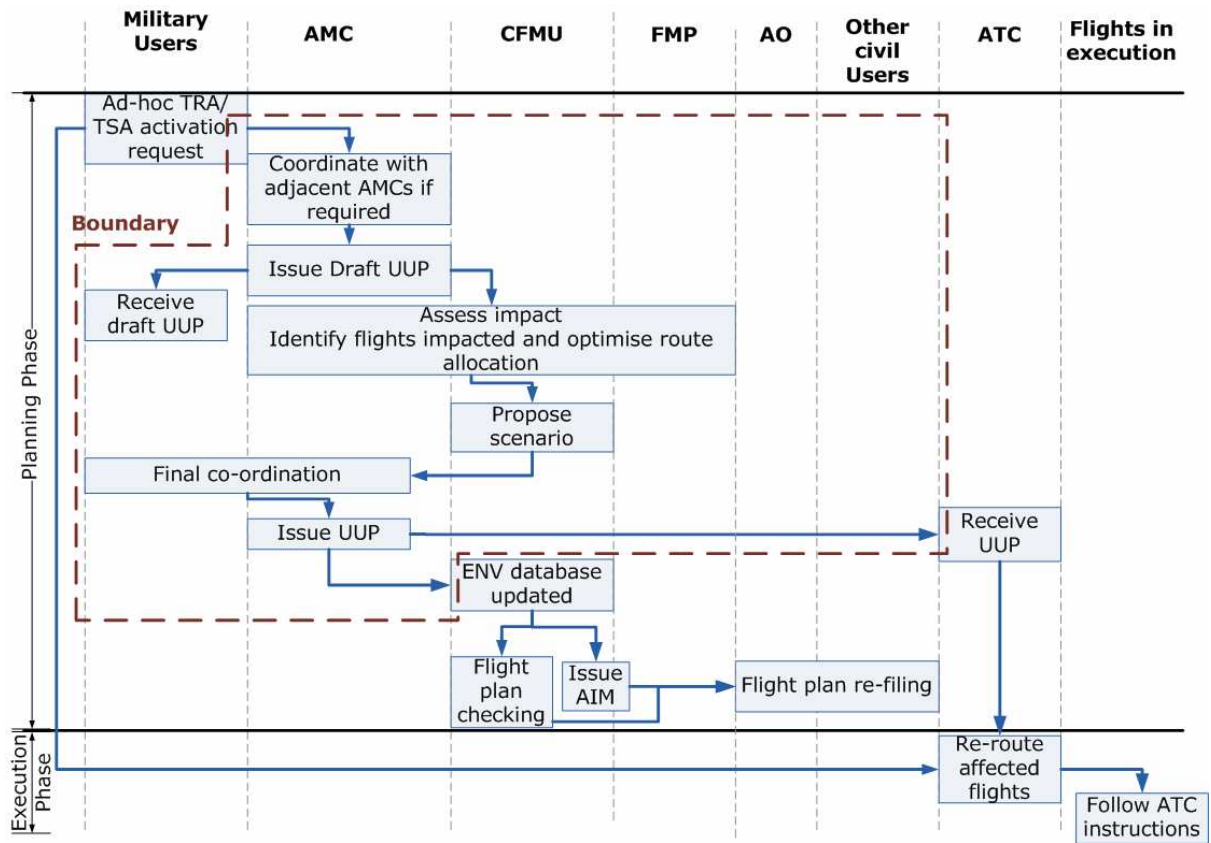 Military
Users
AMC
CFMU
FMP
AO
Other
civil
Users
ATC
Flights in
execution
Planning Phase
Ad-hoc TRA/
TSA activation
request
Coordinate with
adjacent AMCs if
required
Boundary
Issue Draft UUP
Receive
draft UUP
Assess impact
Identify flights impacted and optimise route
allocation
Propose
scenario
Final co-ordination
Issue UUP
Receive
UUP
ENV database
updated
Flight
plan
checking
Issue
AIM
Flight plan re-filing
Execution
Phase
Re-route
affected
flights
Follow ATC
instructions